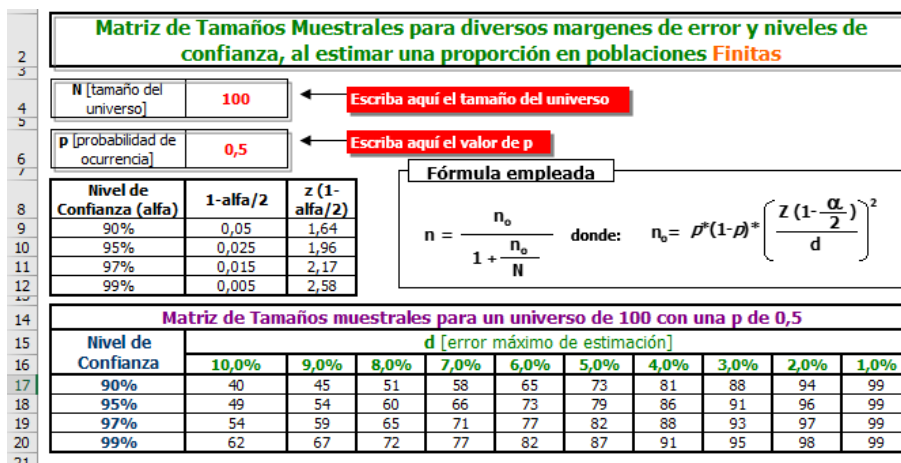 Matriz de Tamaños Muestrales para diversos margenes de error y niveles de
confianza, al estimar una proporción en poblaciones Finitas
2
3
N [tamaño del
universo]
100
Escriba aquí el tamaño del universo
4
5
p [probabilidad de
ocurrencia]
0,5
Escriba aquí el valor de p
6
7
Fórmula empleada
Nivel de
Confianza (alfa)
1-alfa/2
z (1-
alfa/2)
8
9 90% 0,05 1,64
10 95% 0,025 1,96
11 97% 0,015 2,17
12 99% 0,005 2,58
n = n₀ / (1 + n₀/N) donde: n₀= p*(1-p)* (Z (1-α/2) / d)²
13
14 Matriz de Tamaños muestrales para un universo de 100 con una p de 0,5
15 Nivel de d [error máximo de estimación]
16 Confianza 10,0% 9,0% 8,0% 7,0% 6,0% 5,0% 4,0% 3,0% 2,0% 1,0%
17 90% 40 45 51 58 65 73 81 88 94 99
18 95% 49 54 60 66 73 79 86 91 96 99
19 97% 54 59 65 71 77 82 88 93 97 99
20 99% 62 67 72 77 82 87 91 95 98 99
21